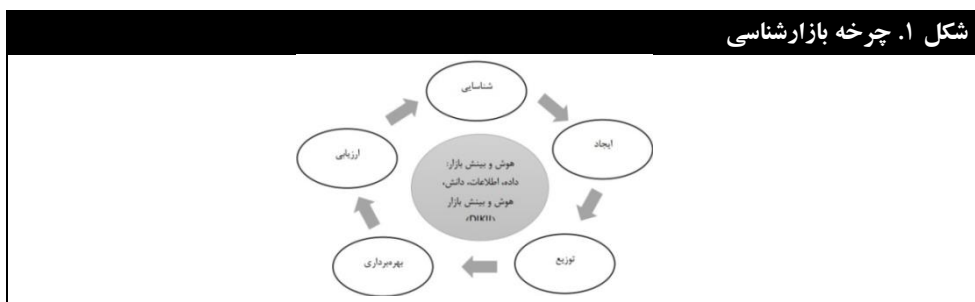 شکل ۱. چرخه بازارشناسی
شناسایی
ایجاد
توزیع
بهره‌برداری
ارزیابی
هوش و بینش بازار:
داده، اطلاعات، دانش،
هوش و بینش بازار